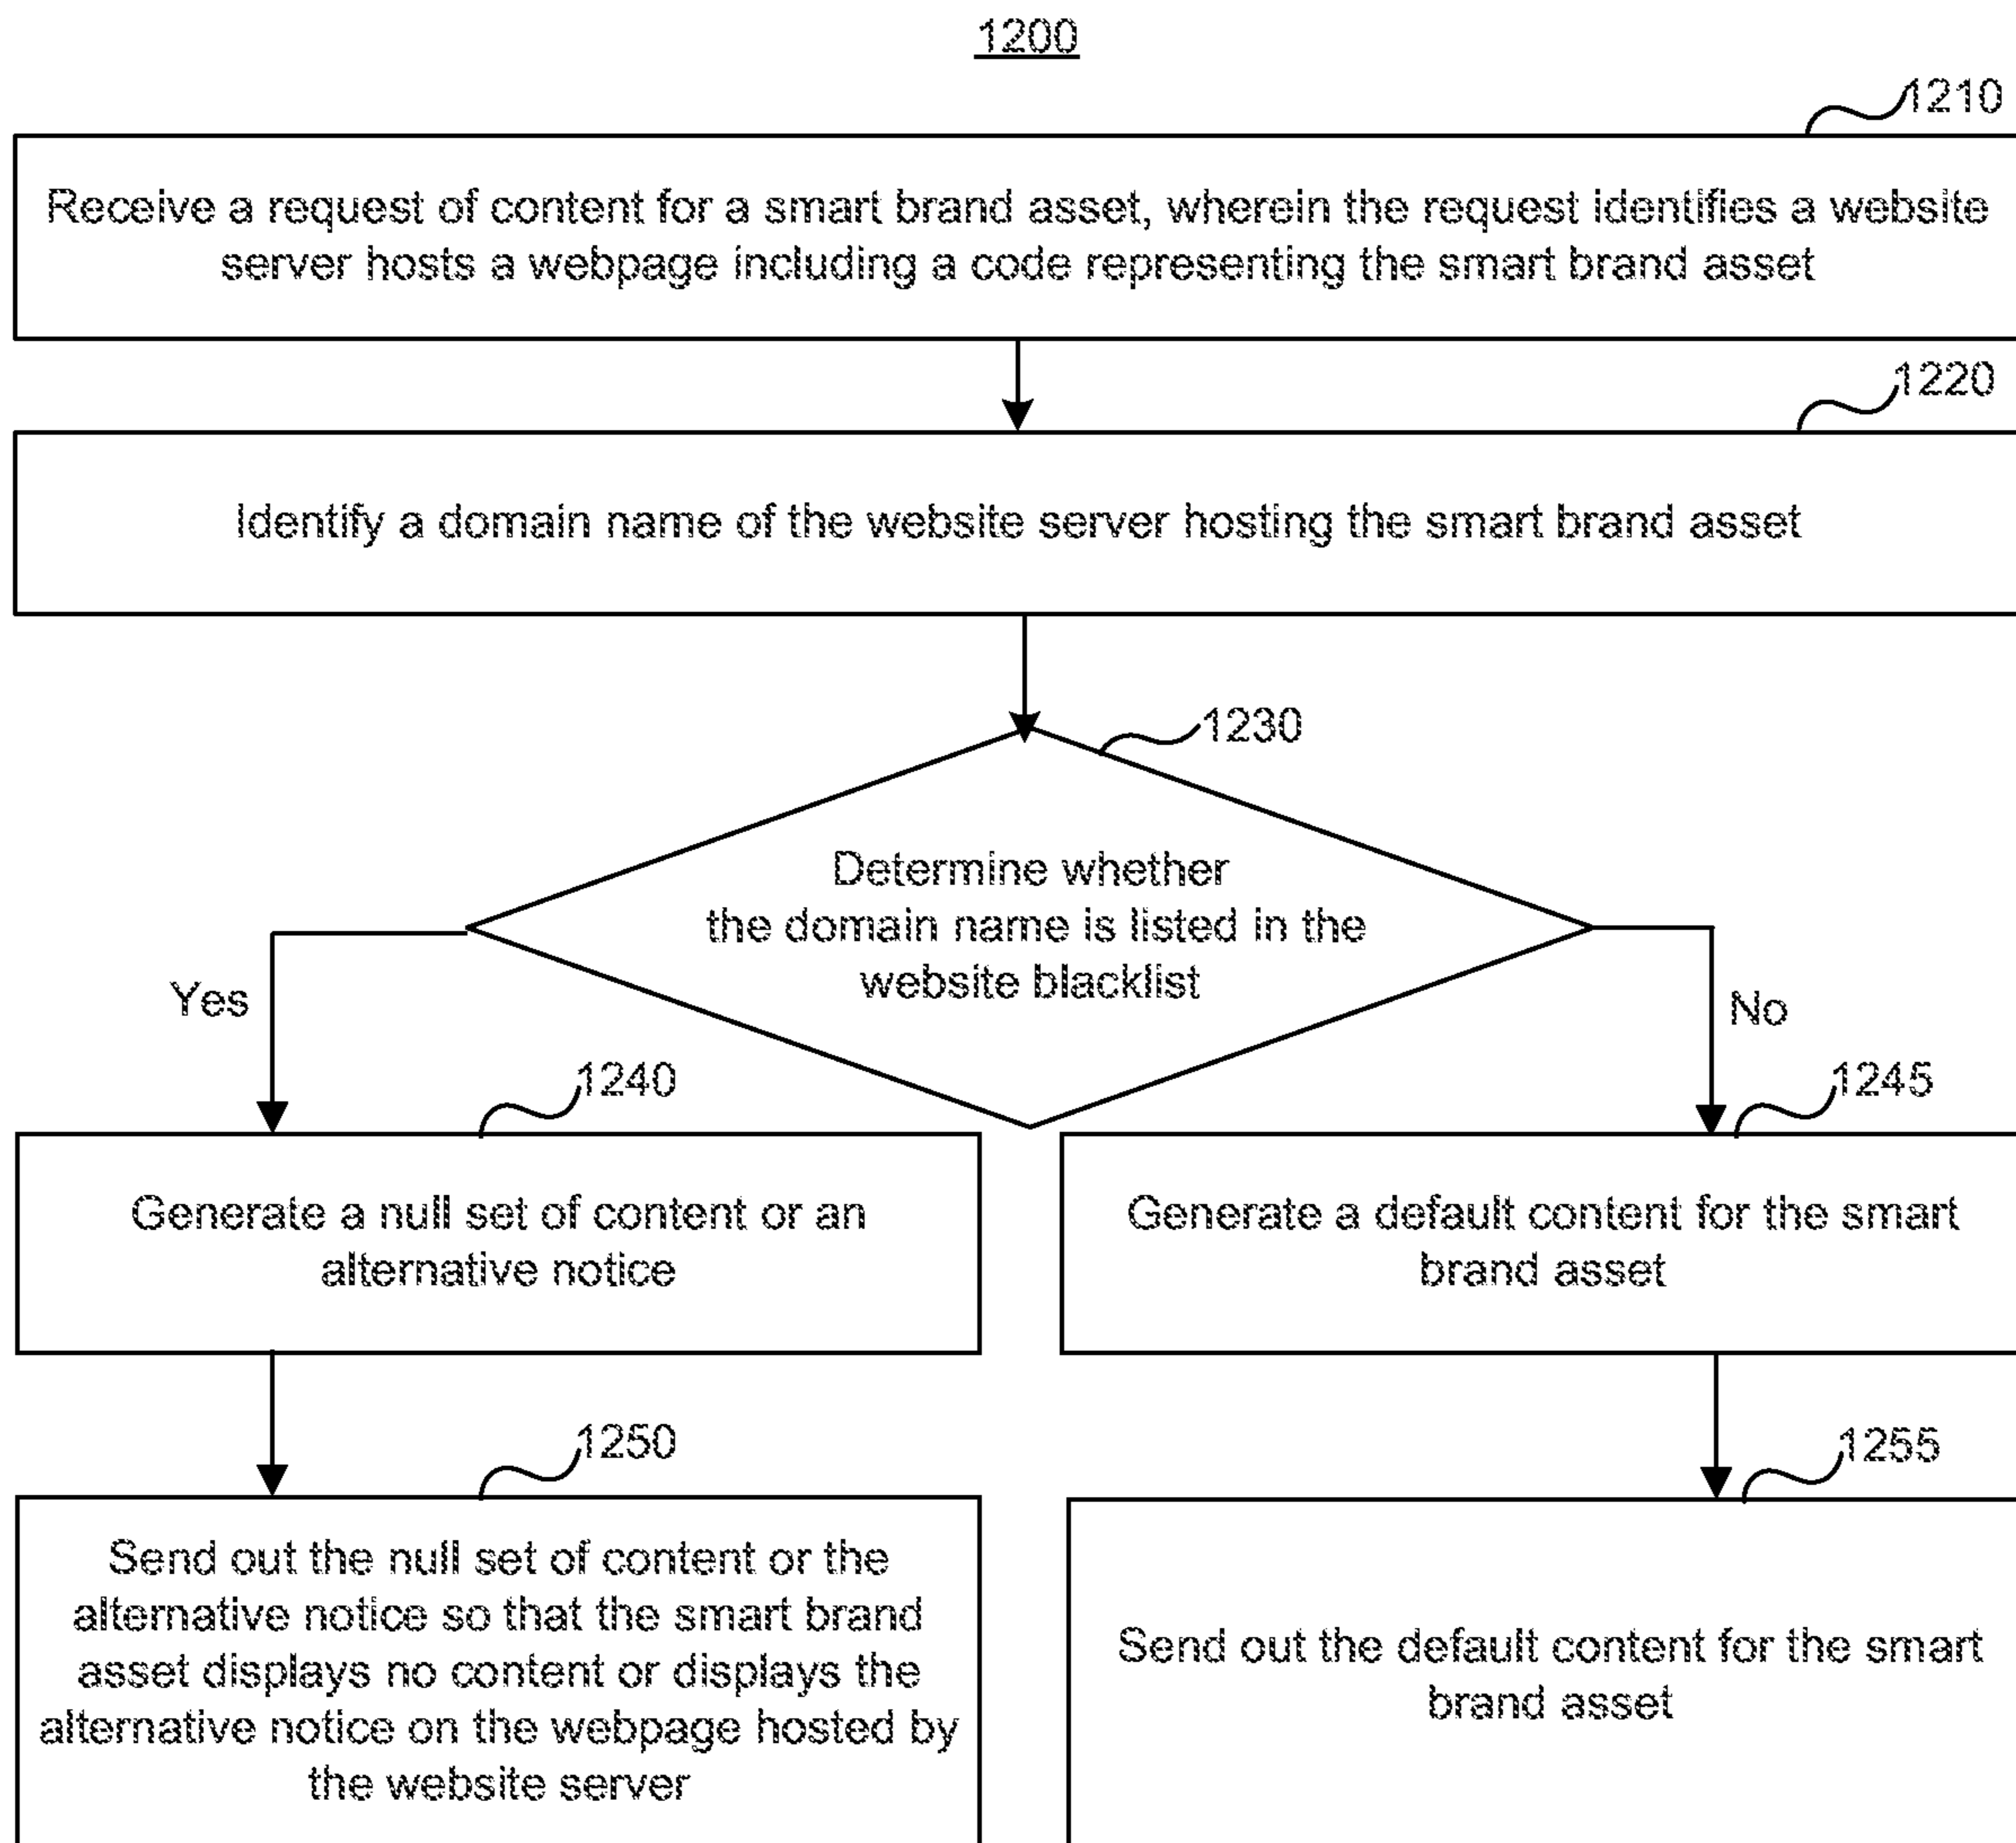 1200
1210
Receive a request of content for a smart brand asset, wherein the request identifies a website
server hosts a webpage including a code representing the smart brand asset
1220
Identify a domain name of the website server hosting the smart brand asset
1230
Determine whether
the domain name is listed in the
website blacklist
Yes
No
1240
Generate a null set of content or an
alternative notice
1245
Generate a default content for the smart
brand asset
1250
Send out the null set of content or the
alternative notice so that the smart brand
asset displays no content or displays the
alternative notice on the webpage hosted by
the website server
1255
Send out the default content for the smart
brand asset